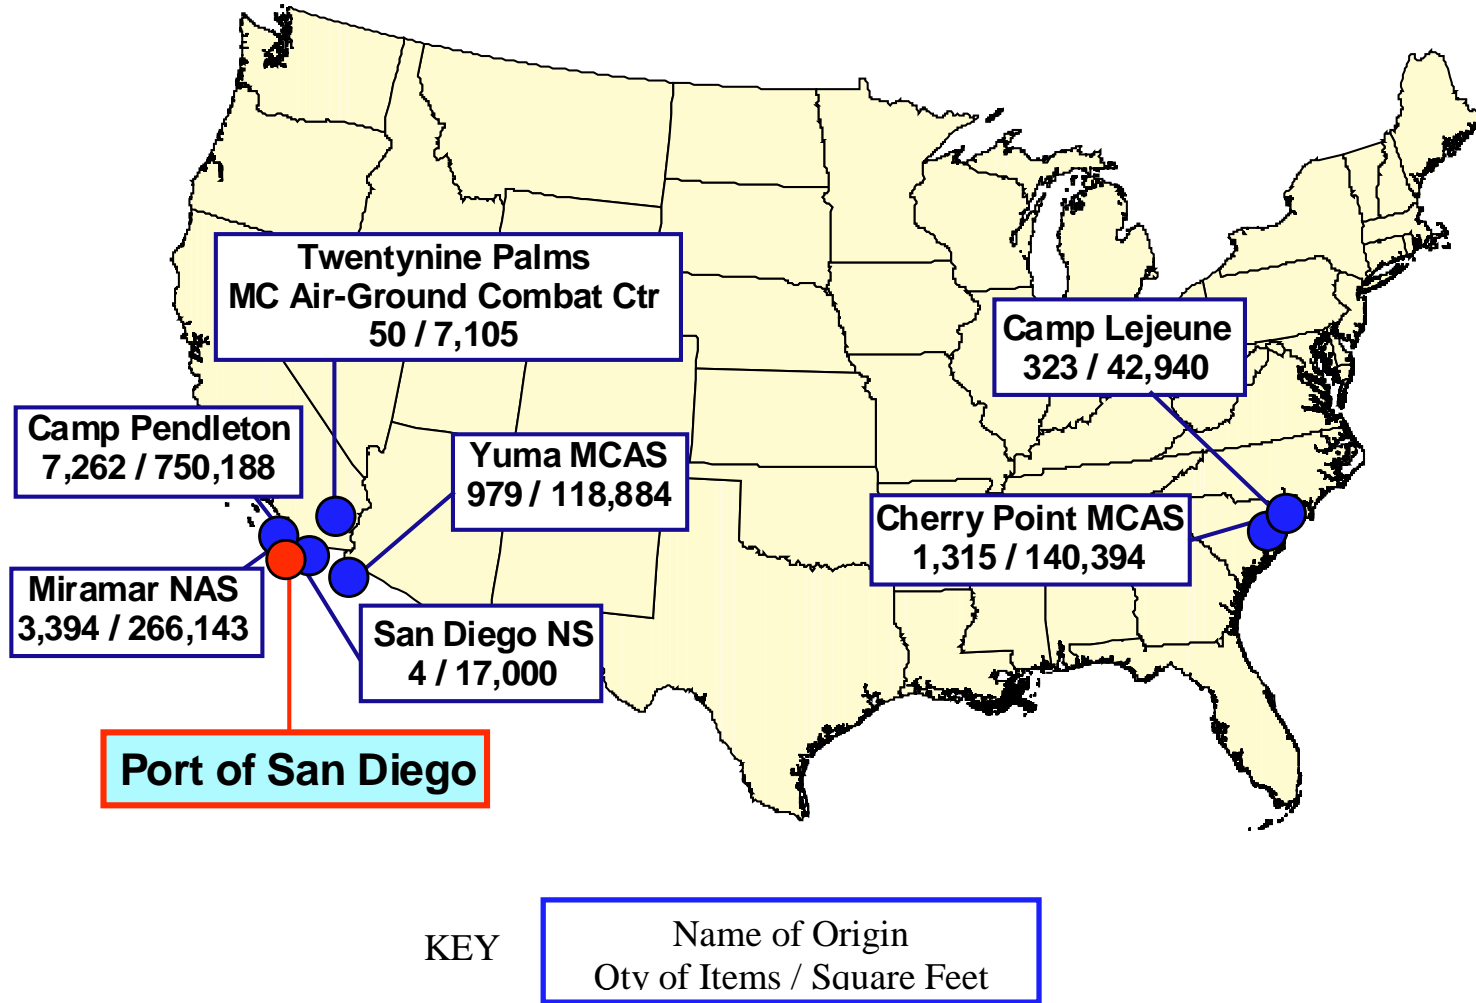 Twentynine Palms
MC Air-Ground Combat Ctr
50 / 7,105
Camp Lejeune
323 / 42,940
Camp Pendleton
7,262 / 750,188
Yuma MCAS
979 / 118,884
Cherry Point MCAS
1,315 / 140,394
Miramar NAS
3,394 / 266,143
San Diego NS
4 / 17,000
Port of San Diego
KEY
Name of Origin
Qty of Items / Square Feet